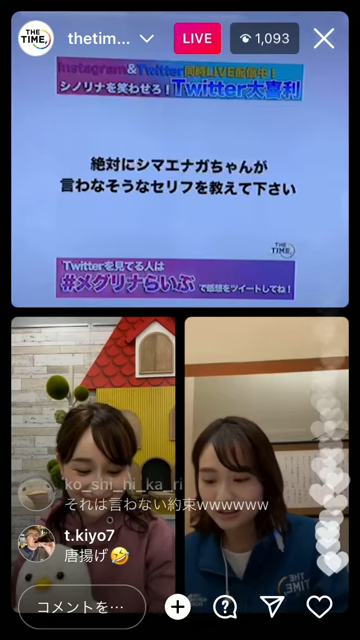 THE TIME,
thetim...
LIVE
1,093
Instagram&Twitter同時LIVE配信中！
シノリナを笑わせろ！Twitter大喜利
絶対にシマエナガちゃんが
言わなそうなセリフを教えて下さい
THE TIME,
Twitterを見てる人は
#メグリナらいぶ で感想をツイートしてね！
ko_shi_hi_ka_ri
それは言わない約束wwwwww
t.kiyo7
唐揚げ🤣
THE TIME,
コメントを…